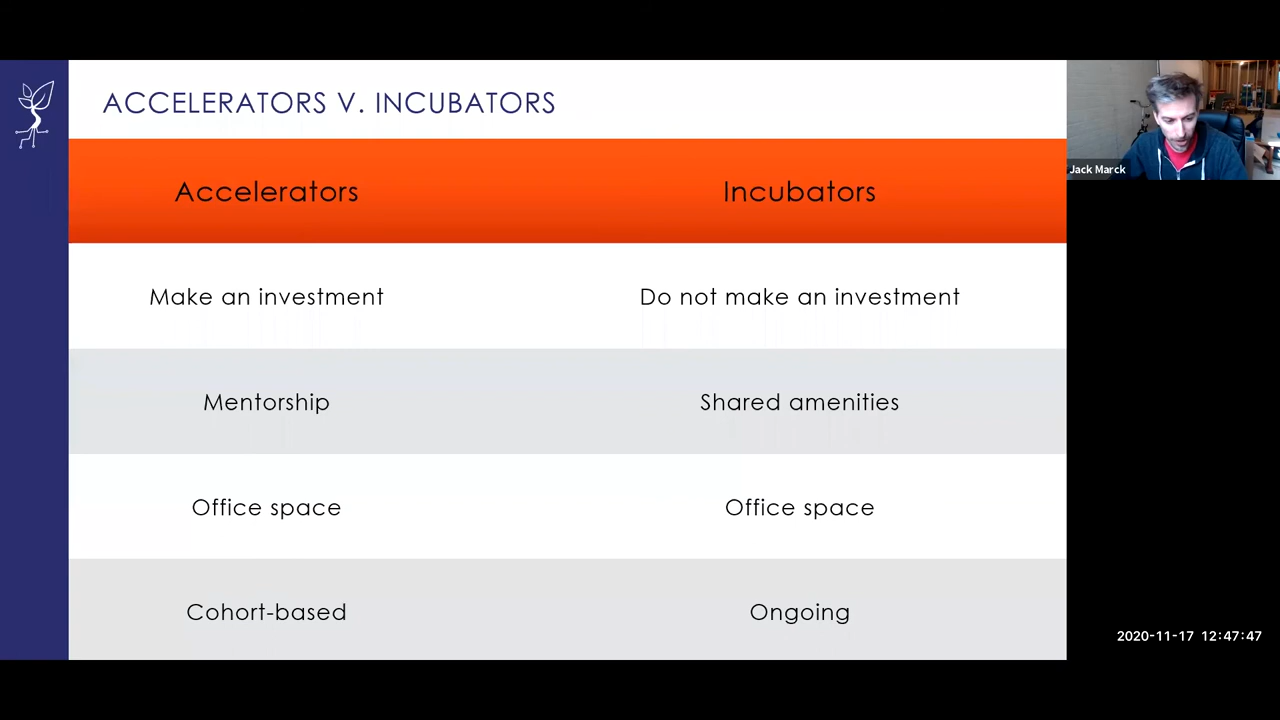 ACCELERATORS V. INCUBATORS
Accelerators Incubators
Make an investment Do not make an investment
Mentorship Shared amenities
Office space Office space
Cohort-based Ongoing
Jack Marck
2020-11-17 12:47:47